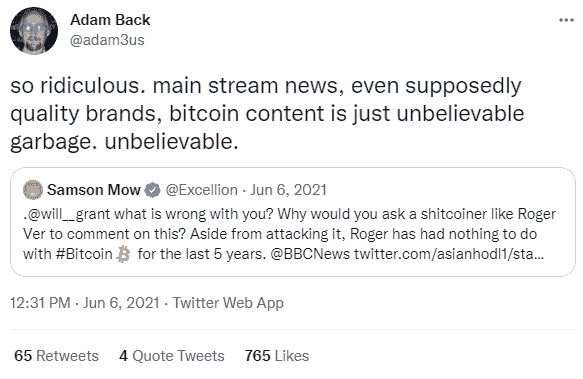 Adam Back
@adam3us
so ridiculous. main stream news, even supposedly
quality brands, bitcoin content is just unbelievable
garbage. unbelievable.
Samson Mow @Excellion · Jun 6, 2021
.@will__grant what is wrong with you? Why would you ask a shitcoiner like Roger
Ver to comment on this? Aside from attacking it, Roger has had nothing to do
with #Bitcoin for the last 5 years. @BBCNews twitter.com/asianhodl1/sta...
12:31 PM · Jun 6, 2021 · Twitter Web App
65 Retweets 4 Quote Tweets 765 Likes